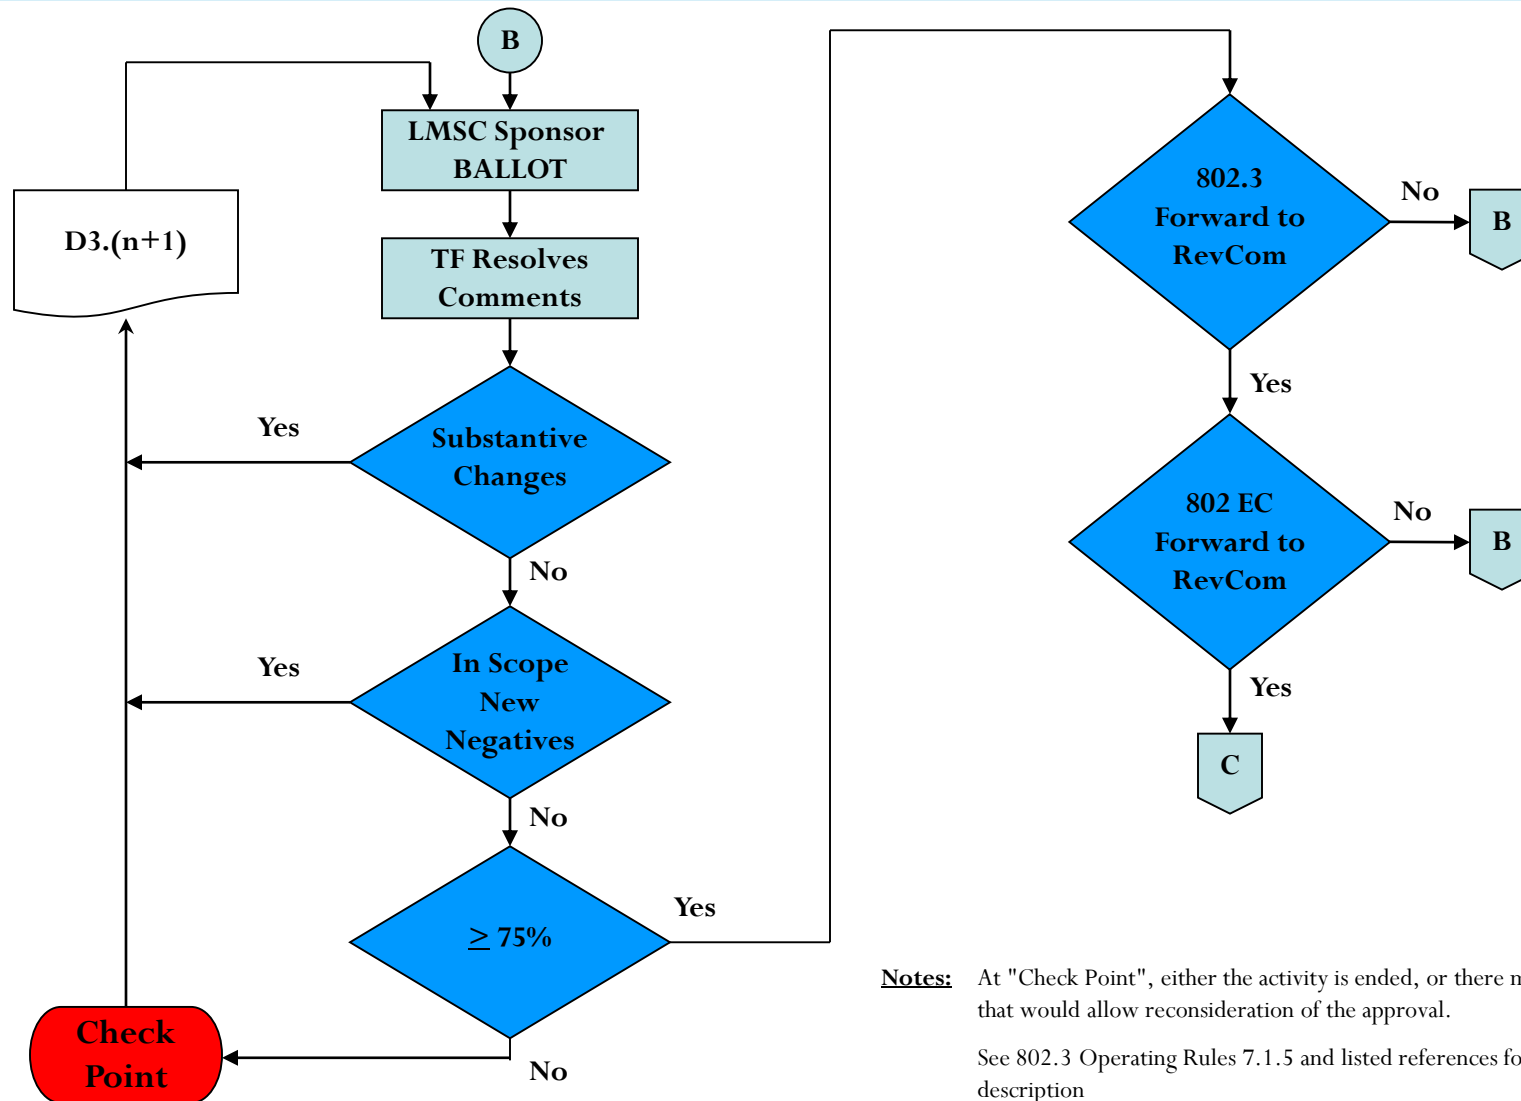 B
LMSC Sponsor
BALLOT
D3.(n+1)
TF Resolves
Comments
Yes
Substantive
Changes
No
Yes
In Scope
New
Negatives
No
≥ 75%
Yes
No
Check
Point
802.3
Forward to
RevCom
No
B
Yes
802 EC
Forward to
RevCom
No
B
Yes
C
Notes: At "Check Point", either the activity is ended, or there
that would allow reconsideration of the approval.
See 802.3 Operating Rules 7.1.5 and listed references
description